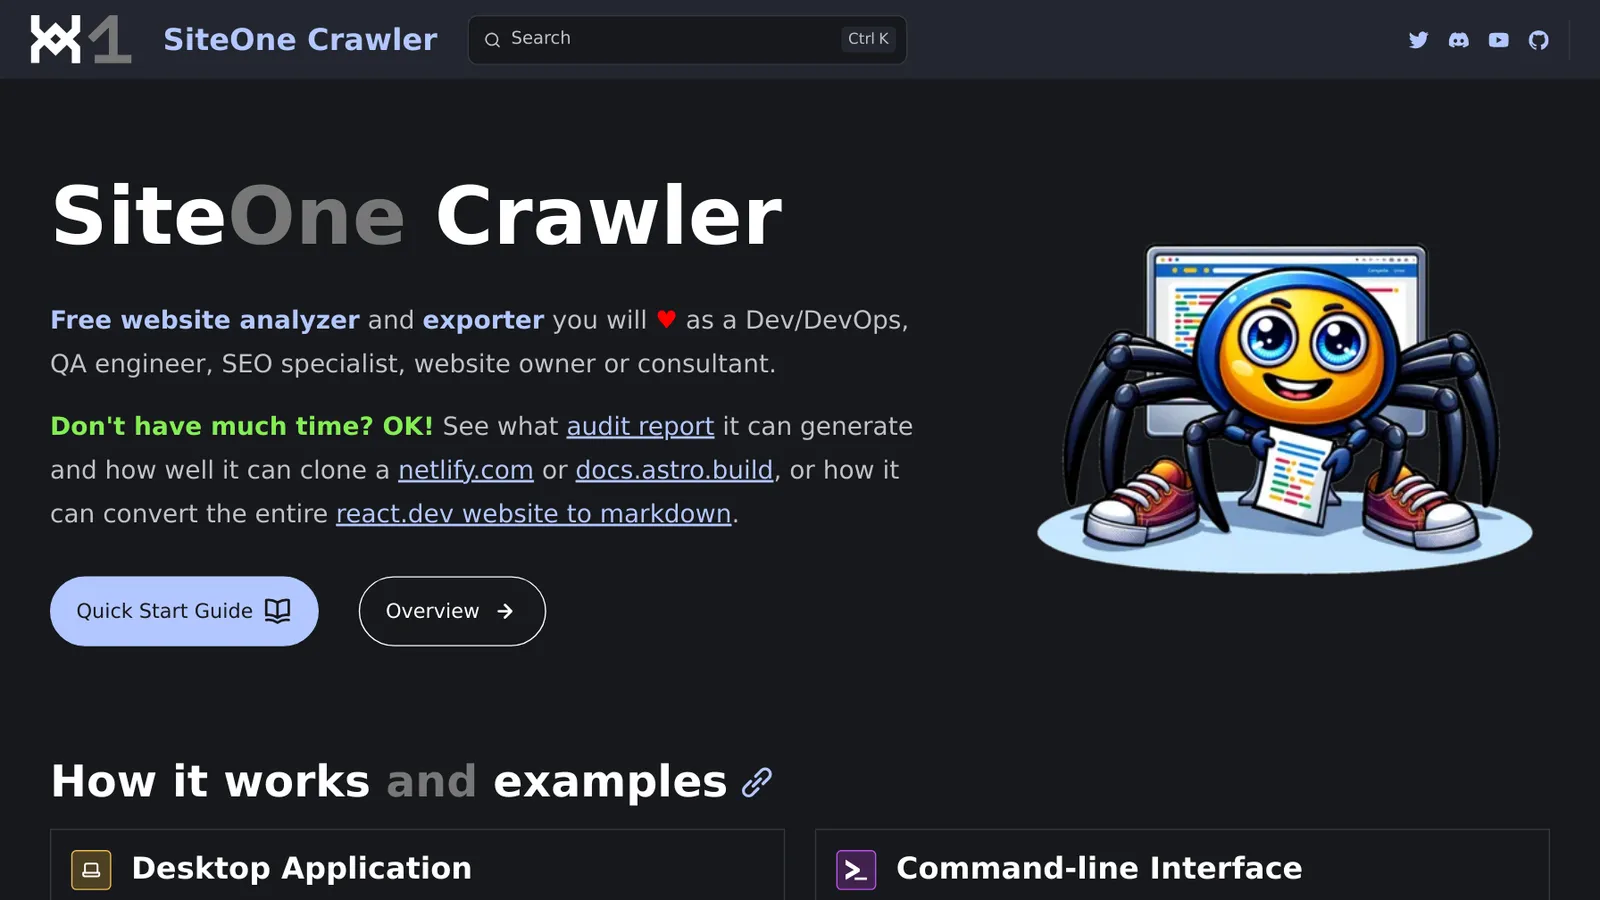 SiteOne Crawler
Search
Ctrl K
SiteOne Crawler
Free website analyzer and exporter you will ♥ as a Dev/DevOps,
QA engineer, SEO specialist, website owner or consultant.
Don't have much time? OK! See what audit report it can generate
and how well it can clone a netlify.com or docs.astro.build, or how it
can convert the entire react.dev website to markdown.
Quick Start Guide
Overview →
How it works and examples
Desktop Application
Command-line Interface